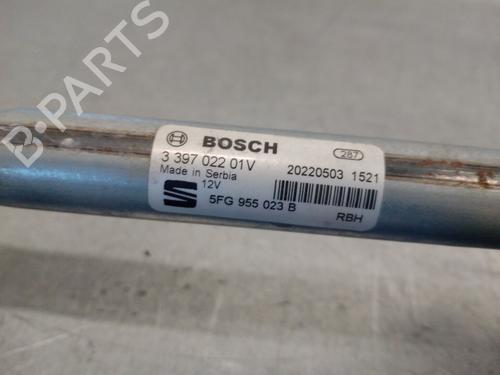 B-PARTS
BOSCH 287
3 397 022 01V 20220503 1521
Made in Serbia
12V
5FG 955 023 B RBH